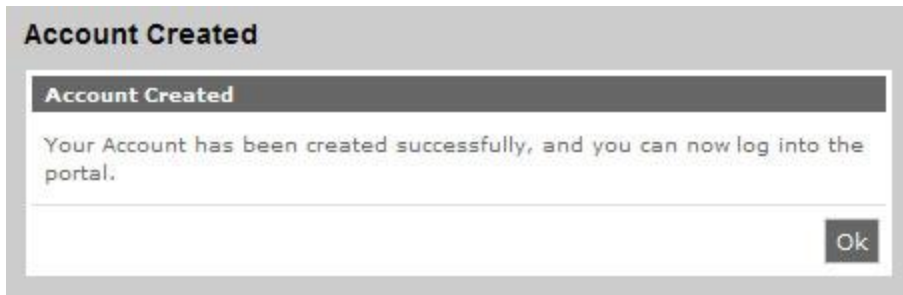 Account Created
Account Created
Your Account has been created successfully, and you can now log into the
portal.
Ok